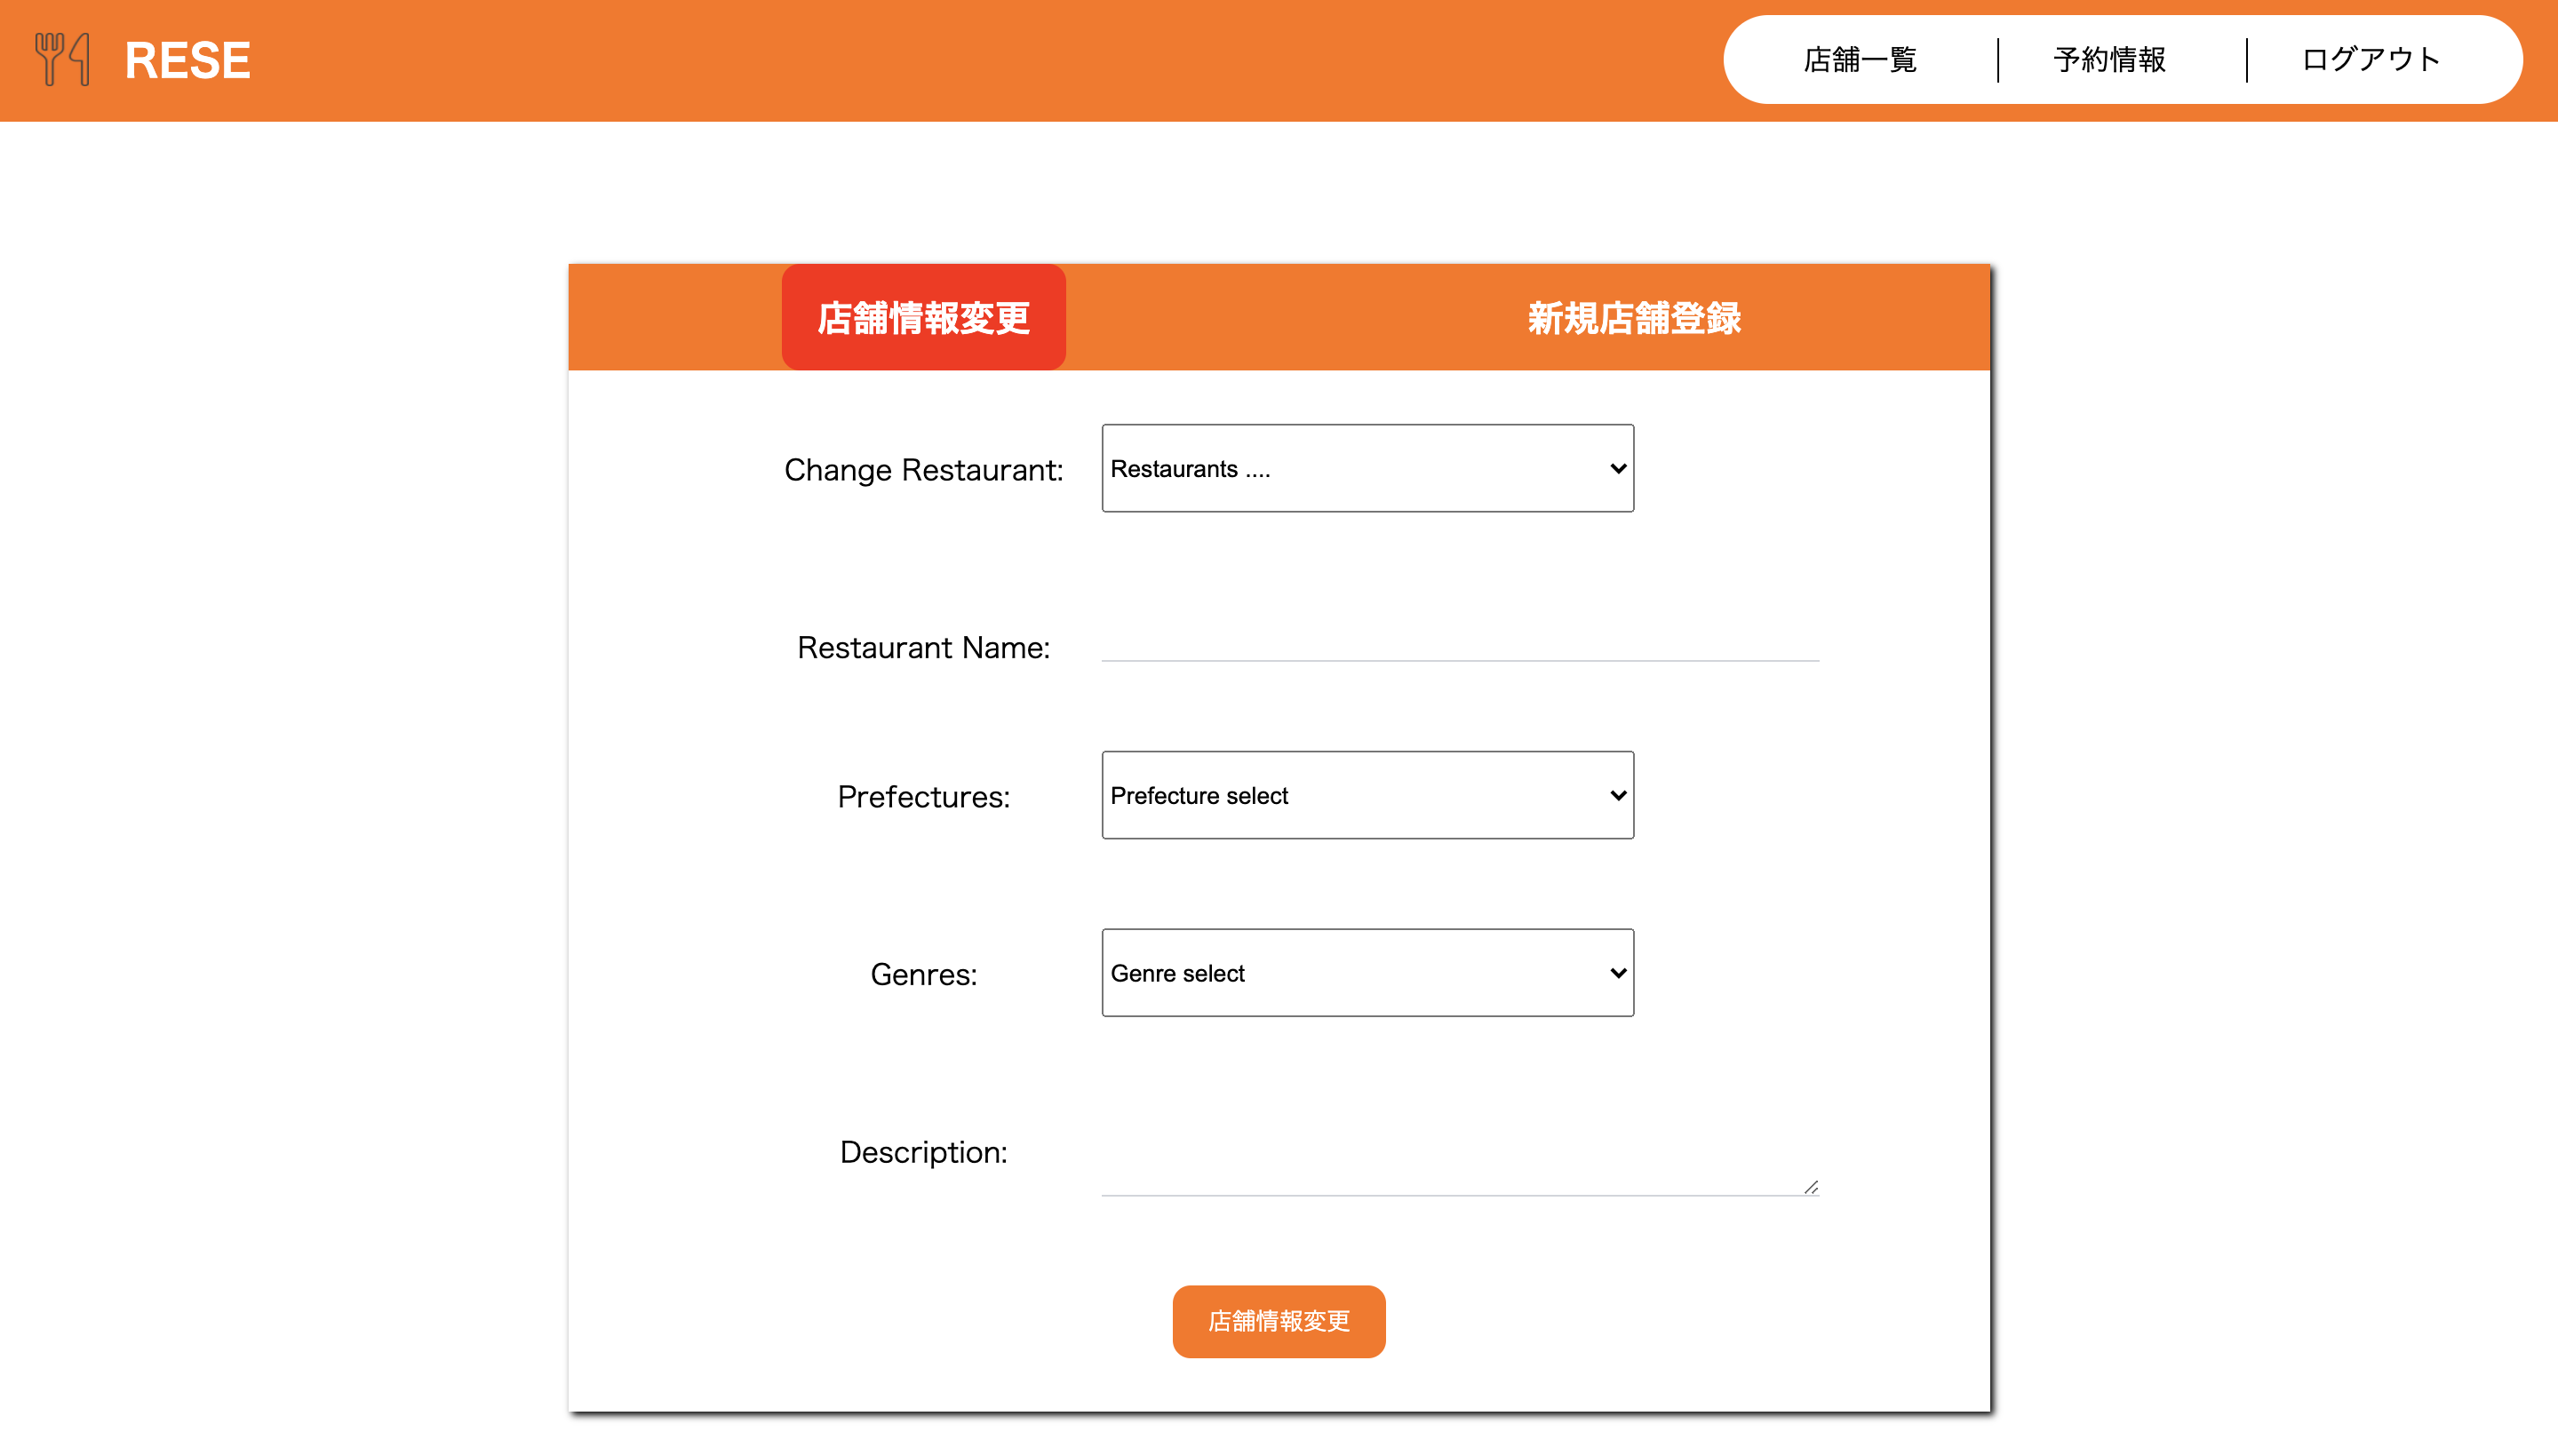 RESE
店舗一覧
予約情報
ログアウト
店舗情報変更
新規店舗登録
Change Restaurant:
Restaurants ....
Restaurant Name:
Prefectures:
Prefecture select
Genres:
Genre select
Description:
店舗情報変更